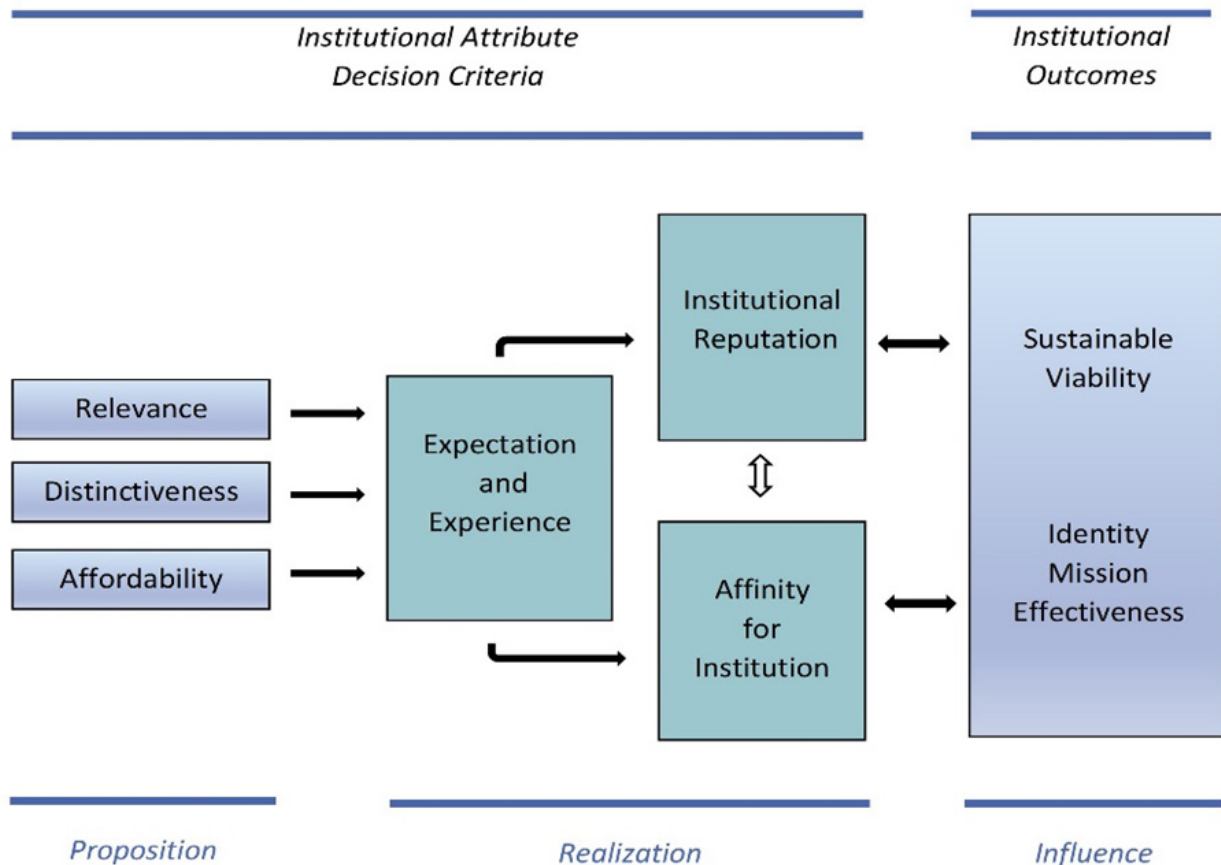 Institutional Attribute
Decision Criteria
Institutional
Outcomes
Relevance
Distinctiveness
Affordability
Expectation
and
Experience
Institutional
Reputation
Affinity
for
Institution
Sustainable
Viability
Identity
Mission
Effectiveness
Proposition
Realization
Influence